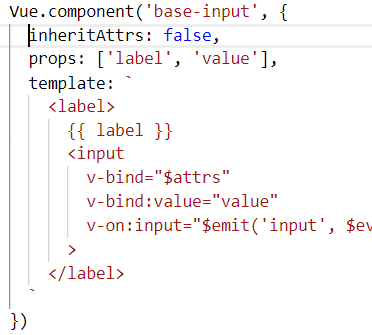 Vue.component('base-input', {
  inheritAttrs: false,
  props: ['label', 'value'],
  template: `
    <label>
      {{ label }}
      <input
        v-bind="$attrs"
        v-bind:value="value"
        v-on:input="$emit('input', $ev
      >
    </label>
  `
})